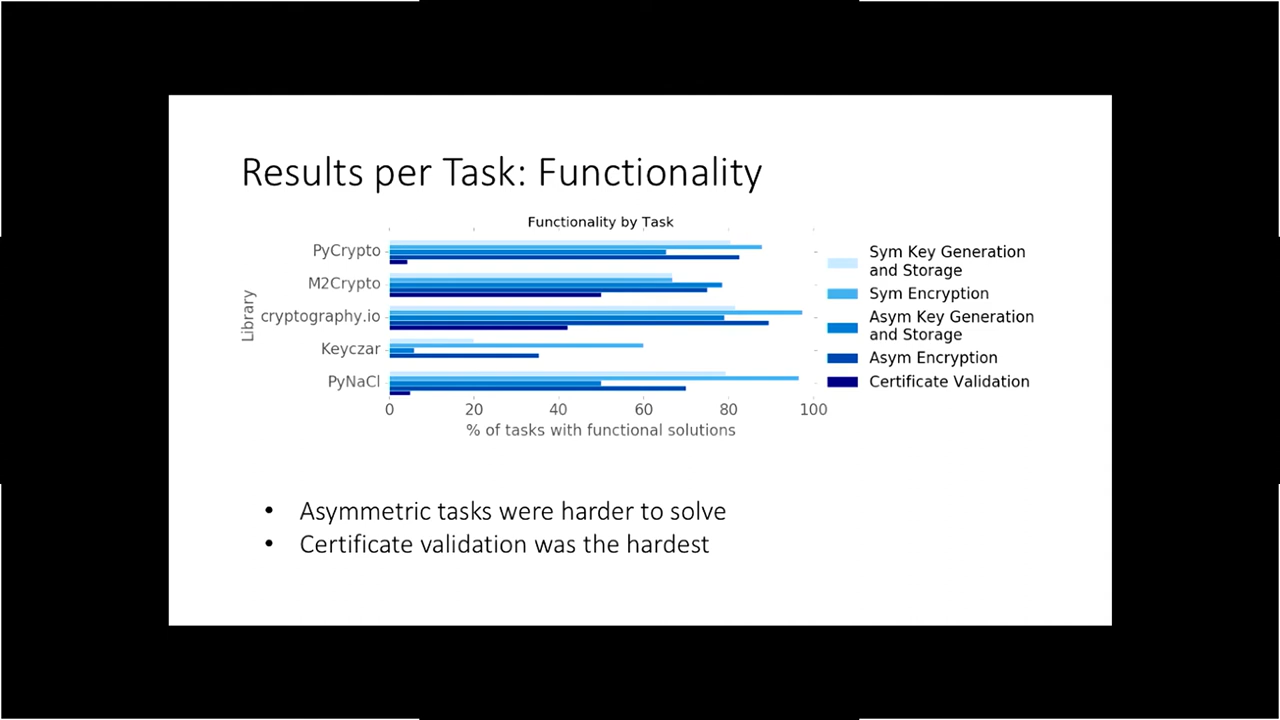 Results per Task: Functionality
Functionality by Task
PyCrypto
M2Crypto
cryptography.io
Keyczar
PyNaCl
Library
0 20 40 60 80 100
% of tasks with functional solutions
Sym Key Generation
and Storage
Sym Encryption
Asym Key Generation
and Storage
Asym Encryption
Certificate Validation
• Asymmetric tasks were harder to solve
• Certificate validation was the hardest